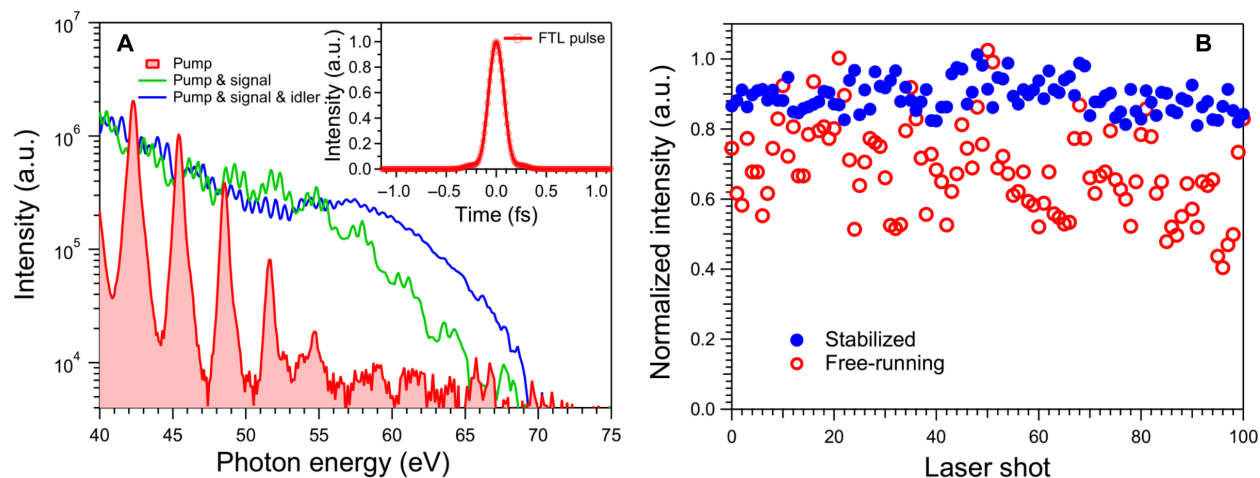 A
Pump
Pump & signal
Pump & signal & idler
Intensity (a.u.)
10⁷
10⁶
10⁵
10⁴
40 45 50 55 60 65 70 75
Photon energy (eV)
FTL pulse
Intensity (a.u.)
1.0
0.8
0.6
0.4
0.2
0.0
-1.0 -0.5 0.0 0.5 1.0
Time (fs)
B
Normalized intensity (a.u.)
1.0
0.8
0.6
0.4
0.2
0.0
Stabilized
Free-running
0 20 40 60 80 100
Laser shot